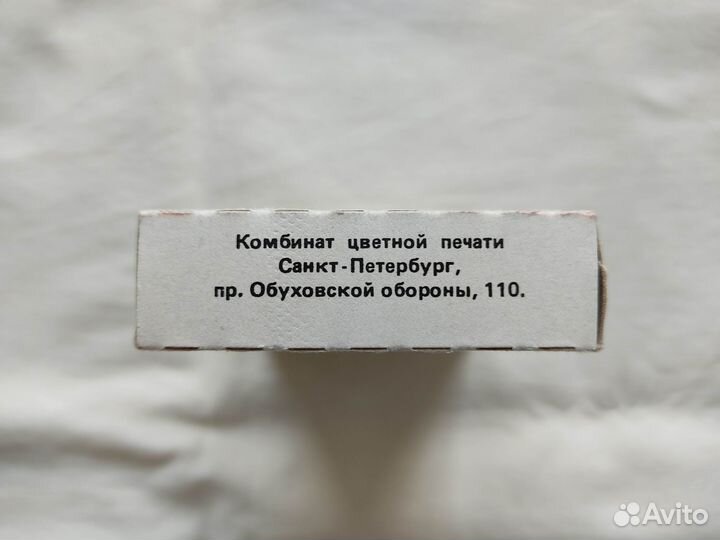 Комбинат цветной печати
Санкт-Петербург,
пр. Обуховской обороны, 110.
Avito